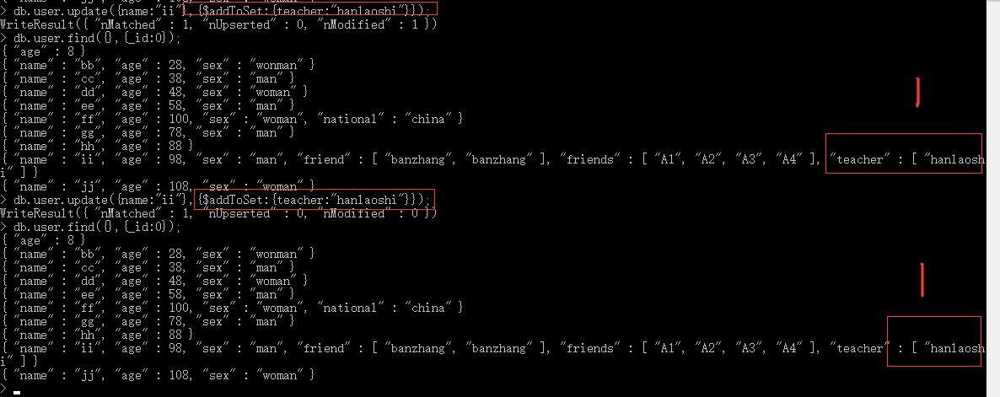 > db.update({name:"ii"}, {$addToSet:{teacher:"hanlaoshi"}});
WriteResult({ "nMatched" : 1, "nUpserted" : 0, "nModified" : 1 })
> db.user.find({},{_id:0});
{ "age" : 8 }
{ "name" : "bb", "age" : 28, "sex" : "wonman" }
{ "name" : "cc", "age" : 38, "sex" : "man" }
{ "name" : "dd", "age" : 48, "sex" : "woman" }
{ "name" : "ee", "age" : 58, "sex" : "man" }
{ "name" : "ff", "age" : 100, "sex" : "woman", "national" : "china" }
{ "name" : "gg", "age" : 78, "sex" : "man" }
{ "name" : "hh", "age" : 88 }
{ "name" : "ii", "age" : 98, "sex" : "man", "friend" : [ "banzhang", "banzhang" ], "friends" : [ "A1", "A2", "A3", "A4" ], "teacher" : [ "hanlaosh
i" ] }
{ "name" : "jj", "age" : 108, "sex" : "woman" }
> db.user.update({name:"ii"}, {$addToSet:{teacher:"hanlaoshi"}});
WriteResult({ "nMatched" : 1, "nUpserted" : 0, "nModified" : 0 })
> db.user.find({},{_id:0});
{ "age" : 8 }
{ "name" : "bb", "age" : 28, "sex" : "wonman" }
{ "name" : "cc", "age" : 38, "sex" : "man" }
{ "name" : "dd", "age" : 48, "sex" : "woman" }
{ "name" : "ee", "age" : 58, "sex" : "man" }
{ "name" : "ff", "age" : 100, "sex" : "woman", "national" : "china" }
{ "name" : "gg", "age" : 78, "sex" : "man" }
{ "name" : "hh", "age" : 88 }
{ "name" : "ii", "age" : 98, "sex" : "man", "friend" : [ "banzhang", "banzhang" ], "friends" : [ "A1", "A2", "A3", "A4" ], "teacher" : [ "hanlaosh
i" ] }
{ "name" : "jj", "age" : 108, "sex" : "woman" }
>